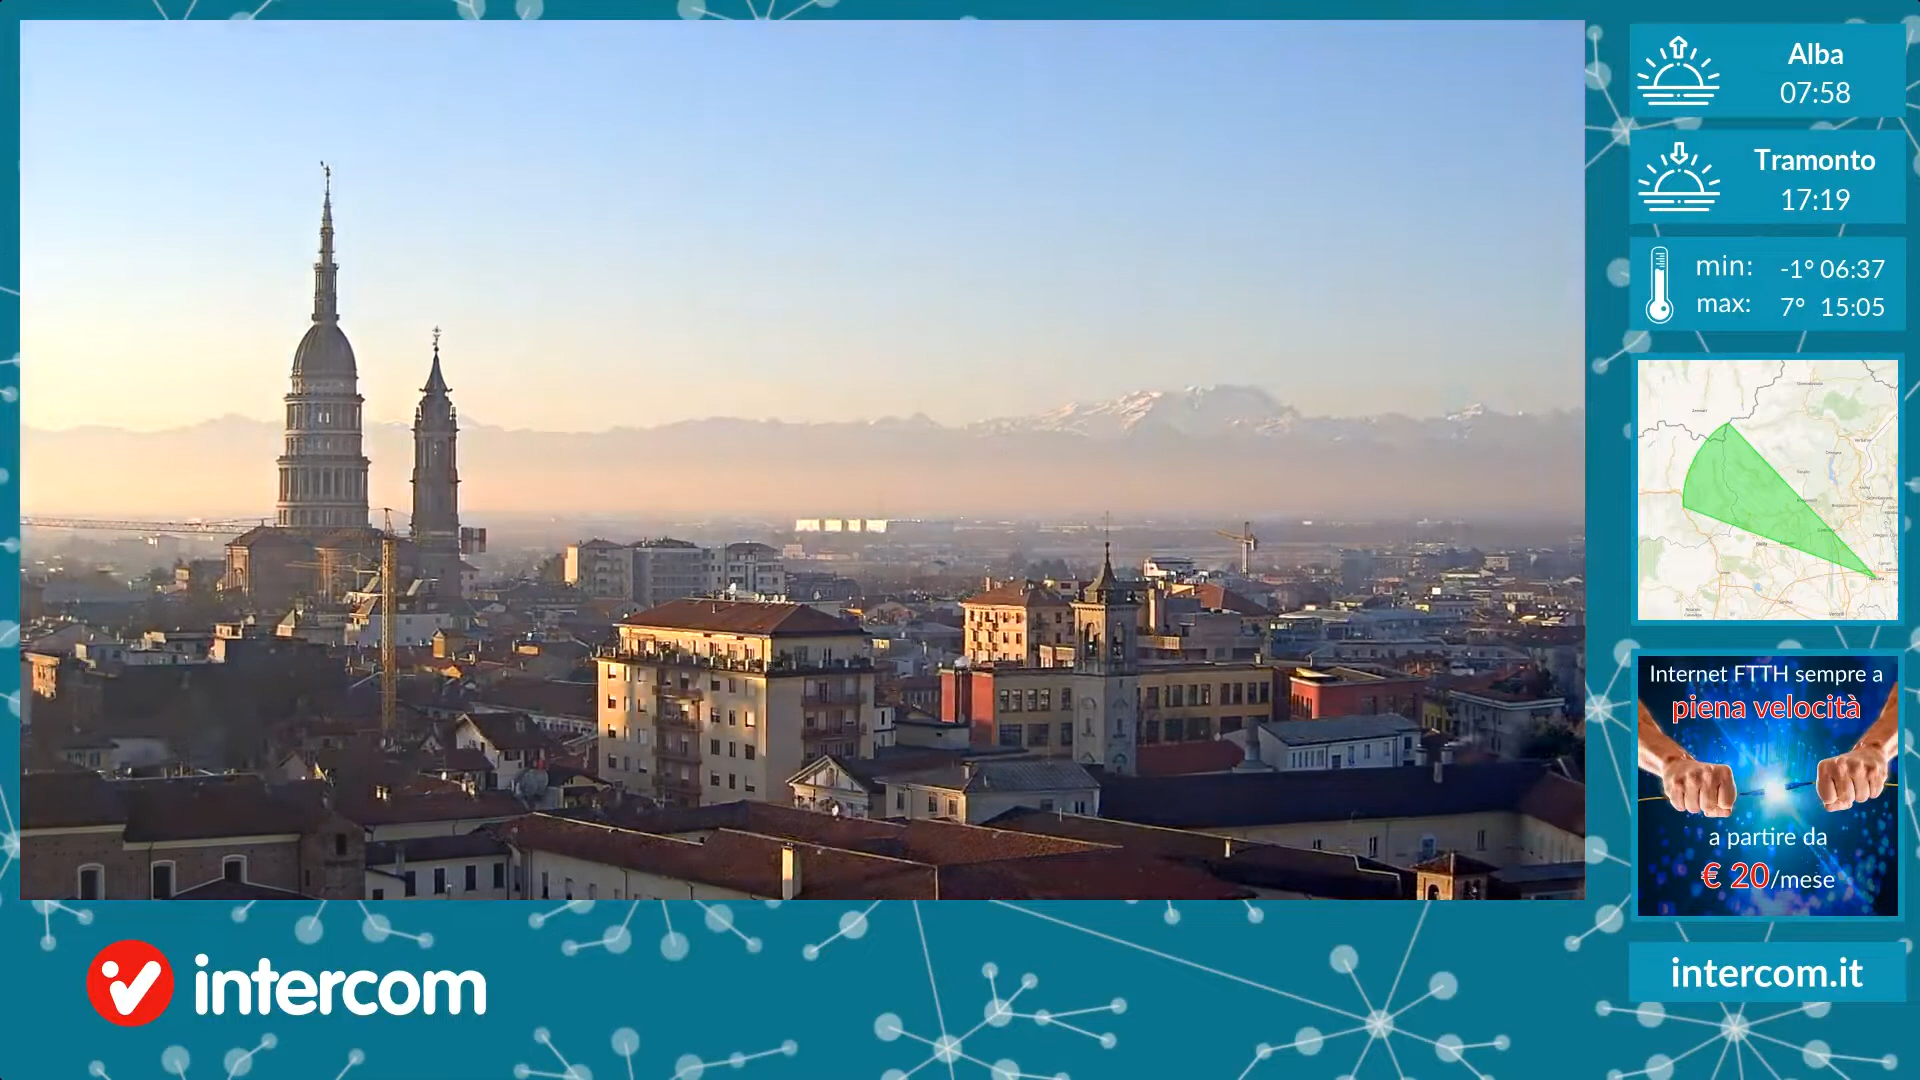 Alba
07:58
Tramonto
17:19
min: -1° 06:37
max: 7° 15:05
Internet FTTH sempre a
piena velocità
a partire da
€ 20/mese
intercom.it
intercom